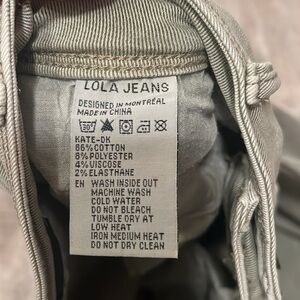 LOLA JEANS
DESIGNED IN MONTRÉAL
MADE IN CHINA
30°
KATE-DK
86% COTTON
8% POLYESTER
4% VISCOSE
2% ELASTHANE
EN WASH INSIDE OUT
MACHINE WASH
COLD WATER
DO NOT BLEACH
TUMBLE DRY AT
LOW HEAT
IRON MEDIUM HEAT
DO NOT DRY CLEAN